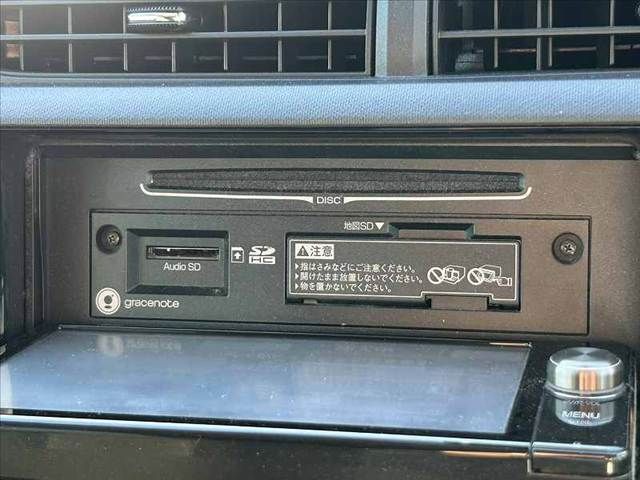 DISC
地図SD▼
Audio SD
SD
HC
⚠注意
▶指はさみなどにご注意ください。
▶開けたまま放置しないでください。
▶物を置かないでください。
g gracenote
MENU